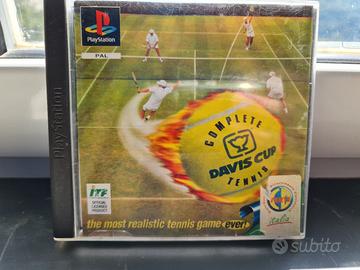 PlayStation
PAL
PlayStation
COMPLETE
DAVIS CUP
TENNIS
ITF
OFFICIAL
LICENSED
PRODUCT
the most realistic tennis game ever!
italia
subito